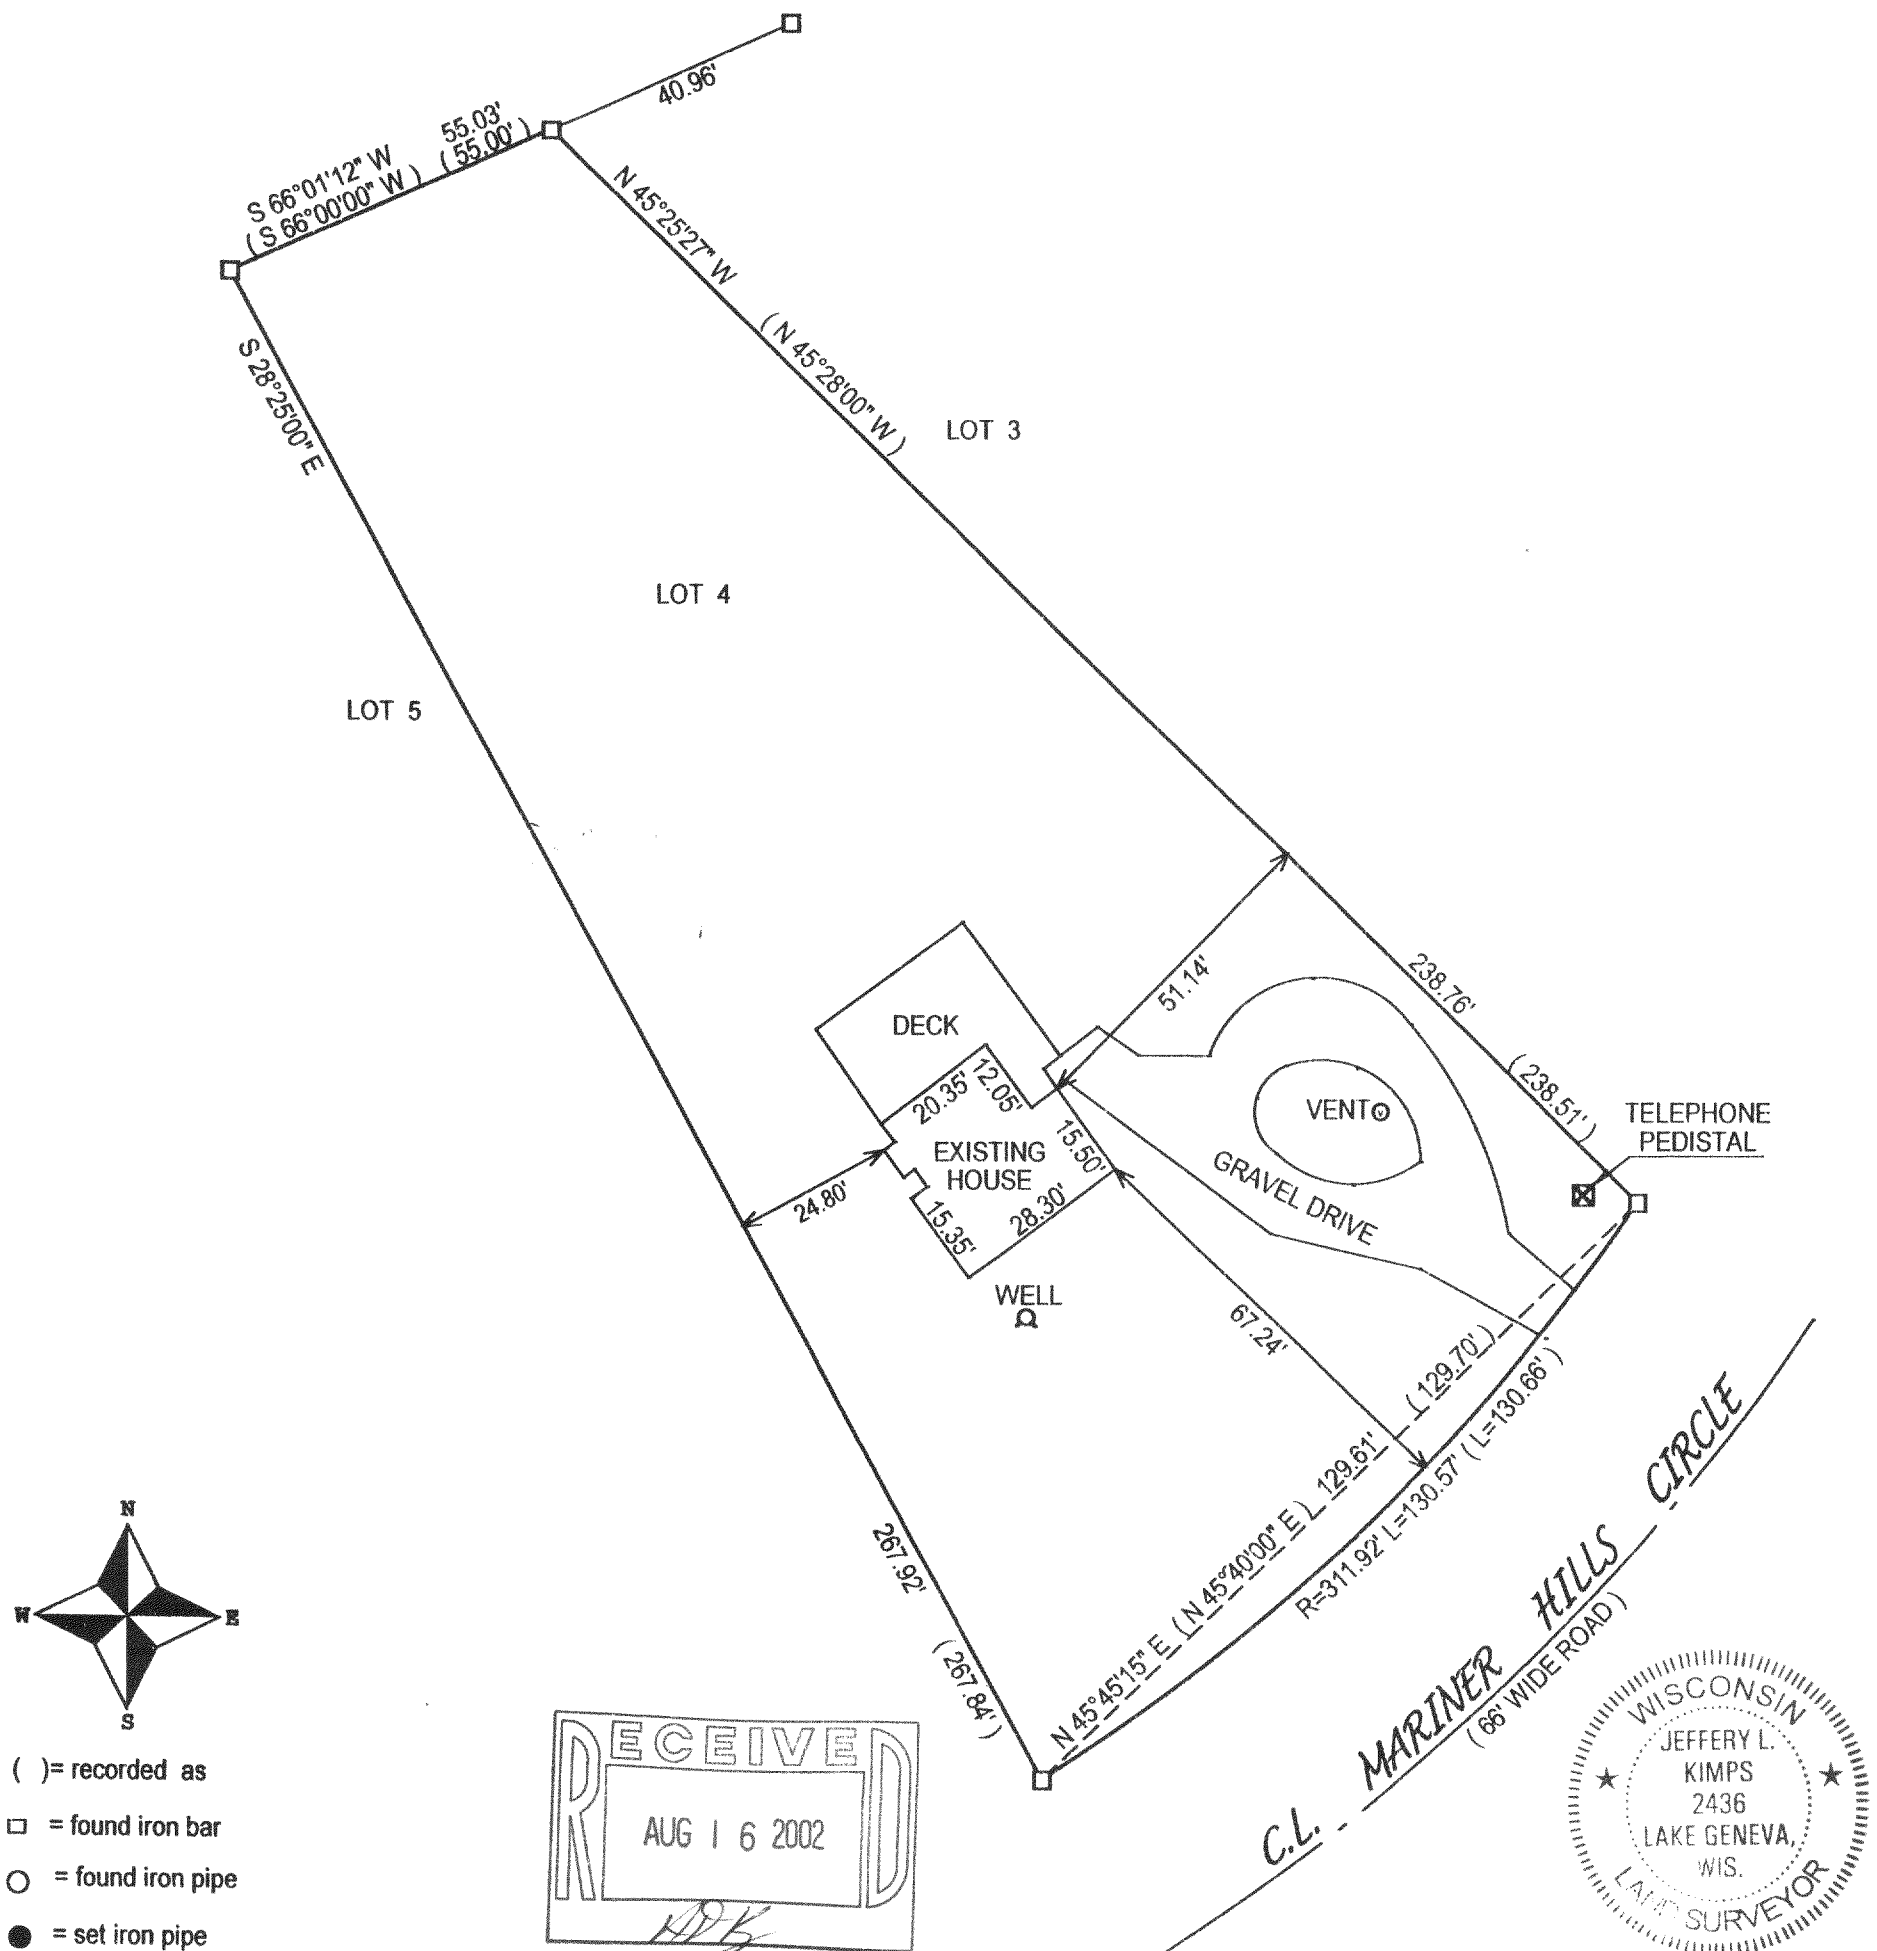 40.96'
55.03'
( 55.00' )
S 66°01'12" W
( S 66°00'00" W )
N 45°25'27" W
( N 45°28'00" W )
S 28°25'00" E
LOT 3
LOT 4
LOT 5
51.14'
238.76'
( 238.51' )
DECK
20.35'
12.05'
VENT
TELEPHONE
PEDISTAL
EXISTING
HOUSE
15.50'
GRAVEL DRIVE
24.80'
15.35'
28.30'
WELL
67.24'
( 129.70' )
129.61'
N 45°45'15" E ( N 45°40'00" E )
R=311.92' L=130.57' ( L=130.66' )
267.92'
( 267.84' )
C.L. MARINER HILLS CIRCLE
( 66' WIDE ROAD )
N
W
E
S
( )= recorded as
= found iron bar
= found iron pipe
= set iron pipe
RECEIVED
AUG 16 2002
WISCONSIN
JEFFERY L.
KIMPS
2436
LAKE GENEVA,
WIS.
LAND SURVEYOR